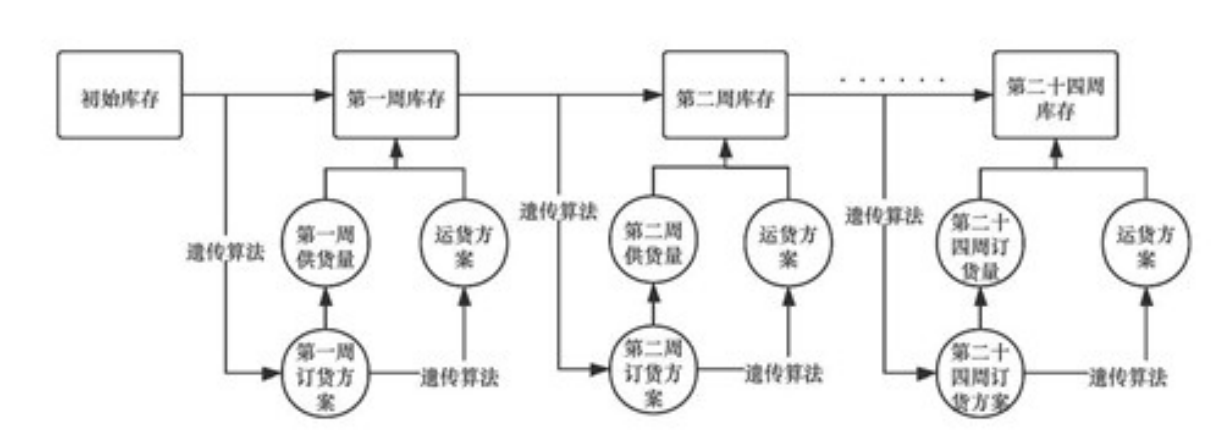 初始库存
第一周库存
第二周库存
······
第二十四周
库存
遗传算法
第一周
供货量
运货方
案
第一周
订货方
案
遗传算法
遗传算法
第二周
供货量
运货方
案
第二周
订货方
案
遗传算法
遗传算法
第二十
四周订
货量
运货方
案
第二十
四周订
货方案
遗传算法